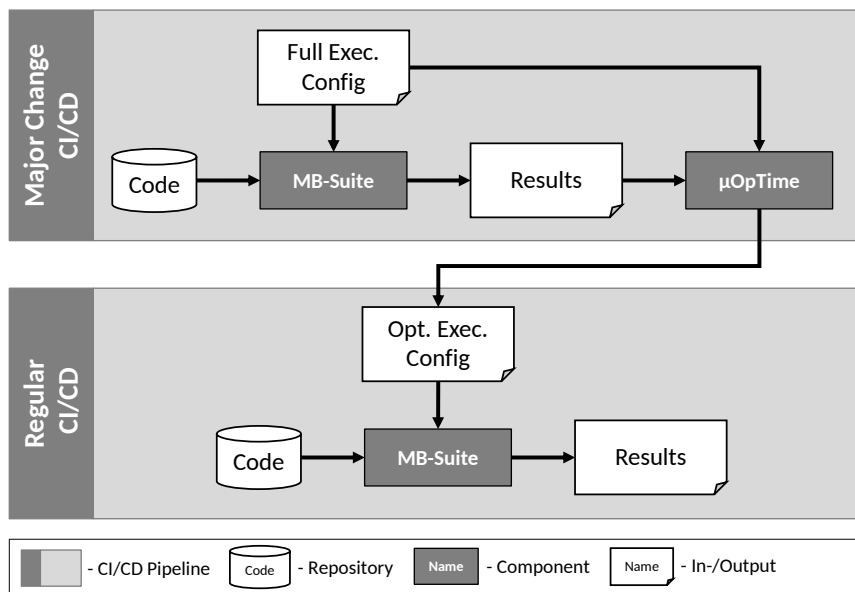 Major Change
CI/CD
Full Exec.
Config
Code
MB-Suite
Results
µOpTime
Regular
CI/CD
Opt. Exec.
Config
Code
MB-Suite
Results
- CI/CD Pipeline
Code
- Repository
Name
- Component
Name
- In-/Output